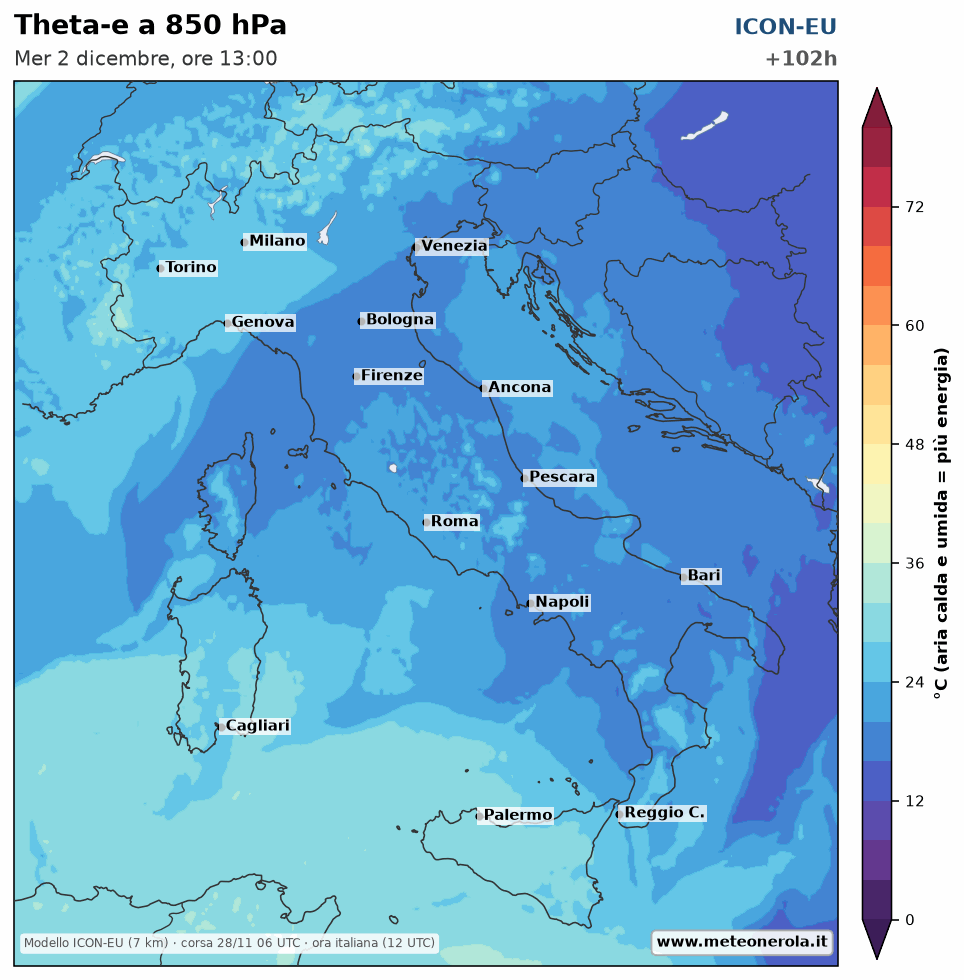 Theta-e a 850 hPa
ICON-EU
Mer 2 dicembre, ore 13:00
+102h
Milano
Venezia
Torino
Genova
Bologna
Firenze
Ancona
Pescara
Roma
Bari
Napoli
Cagliari
Palermo
Reggio C.
72
60
48
36
24
12
0
°C (aria calda e umida = più energia)
Modello ICON-EU (7 km) · corsa 28/11 06 UTC · ora italiana (12 UTC)
www.meteonerola.it